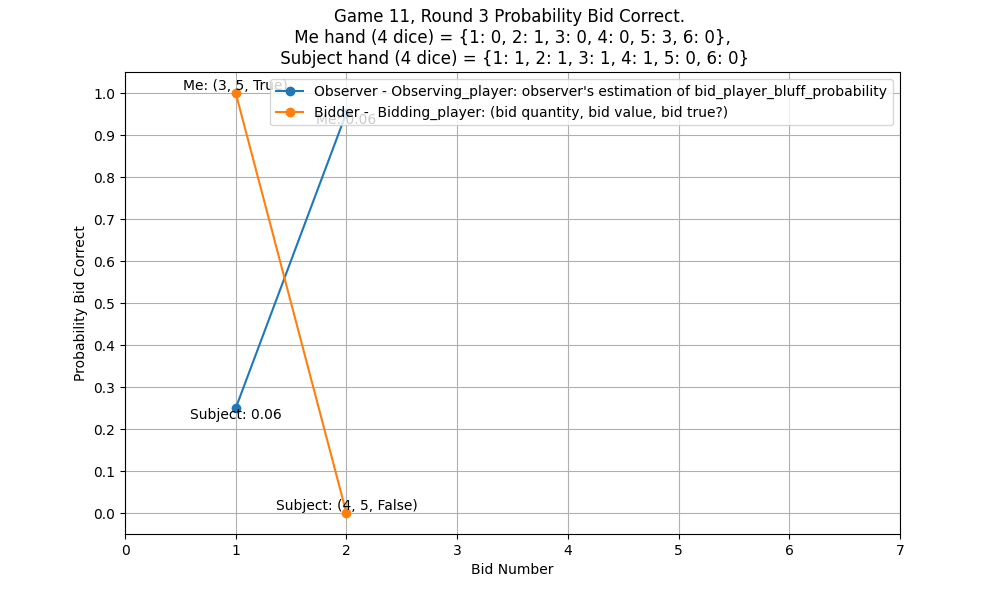 Game 11, Round 3 Probability Bid Correct.
Me hand (4 dice) = {1: 0, 2: 1, 3: 0, 4: 0, 5: 3, 6: 0},
Subject hand (4 dice) = {1: 1, 2: 1, 3: 1, 4: 1, 5: 0, 6: 0}
Me: (3, 5, True)
Observer - Observing_player: observer's estimation of bid_player_bluff_probability
Bidder -  Bidding_player: (bid quantity, bid value, bid true?)
Me: 0.06
Subject: 0.06
Subject: (4, 5, False)
1.0
0.9
0.8
0.7
0.6
0.5
0.4
0.3
0.2
0.1
0.0
Probability Bid Correct
0 1 2 3 4 5 6 7
Bid Number